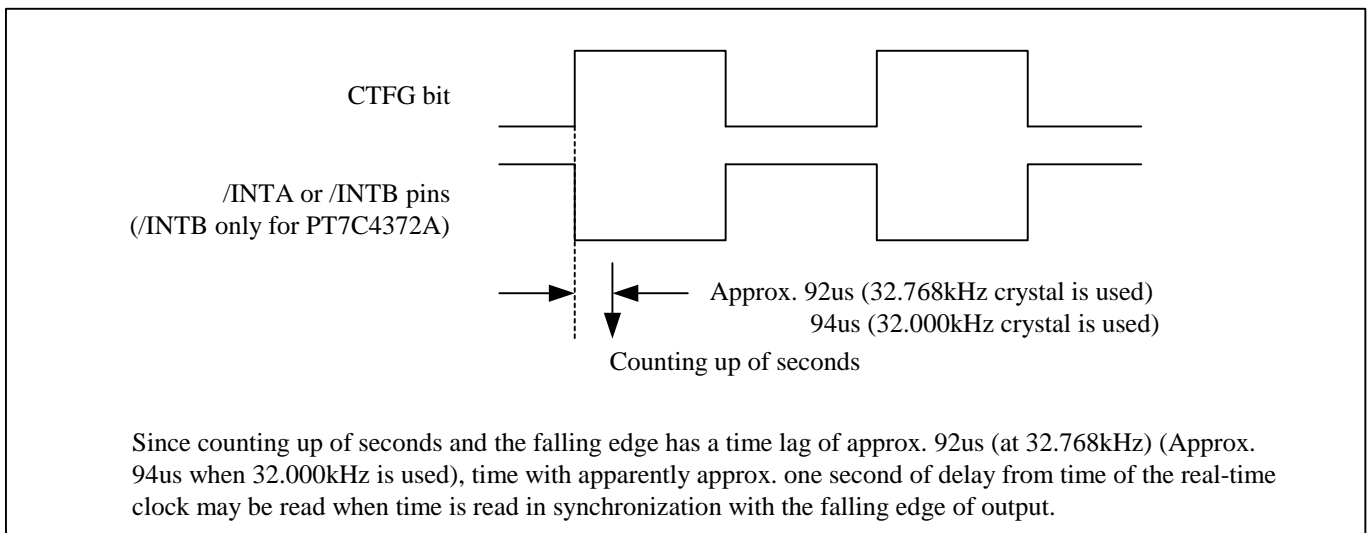 CTFG bit
/INTA or /INTB pins
(/INTB only for PT7C4372A)
Approx. 92us (32.768kHz crystal is used)
94us (32.000kHz crystal is used)
Counting up of seconds
Since counting up of seconds and the falling edge has a time lag of approx. 92us (at 32.768kHz) (Approx.
94us when 32.000kHz is used), time with apparently approx. one second of delay from time of the real-time
clock may be read when time is read in synchronization with the falling edge of output.